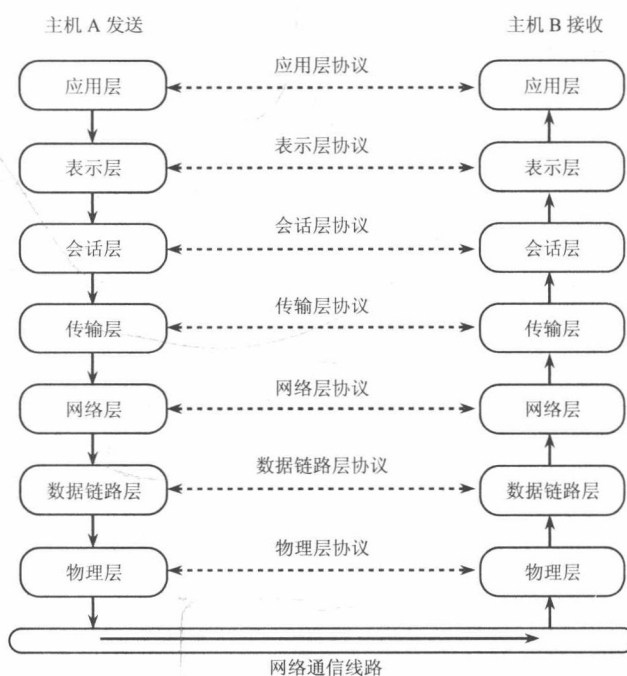 主机 A 发送
主机 B 接收
应用层
应用层协议
应用层
表示层
表示层协议
表示层
会话层
会话层协议
会话层
传输层
传输层协议
传输层
网络层
网络层协议
网络层
数据链路层
数据链路层协议
数据链路层
物理层
物理层协议
物理层
网络通信线路